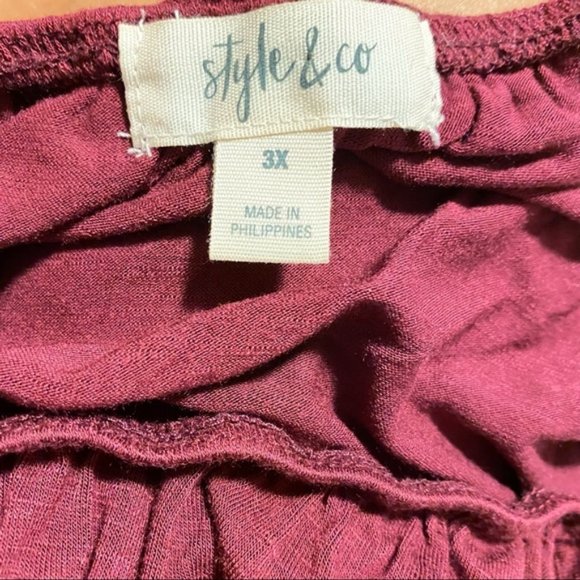 style & co
3X
MADE IN
PHILIPPINES